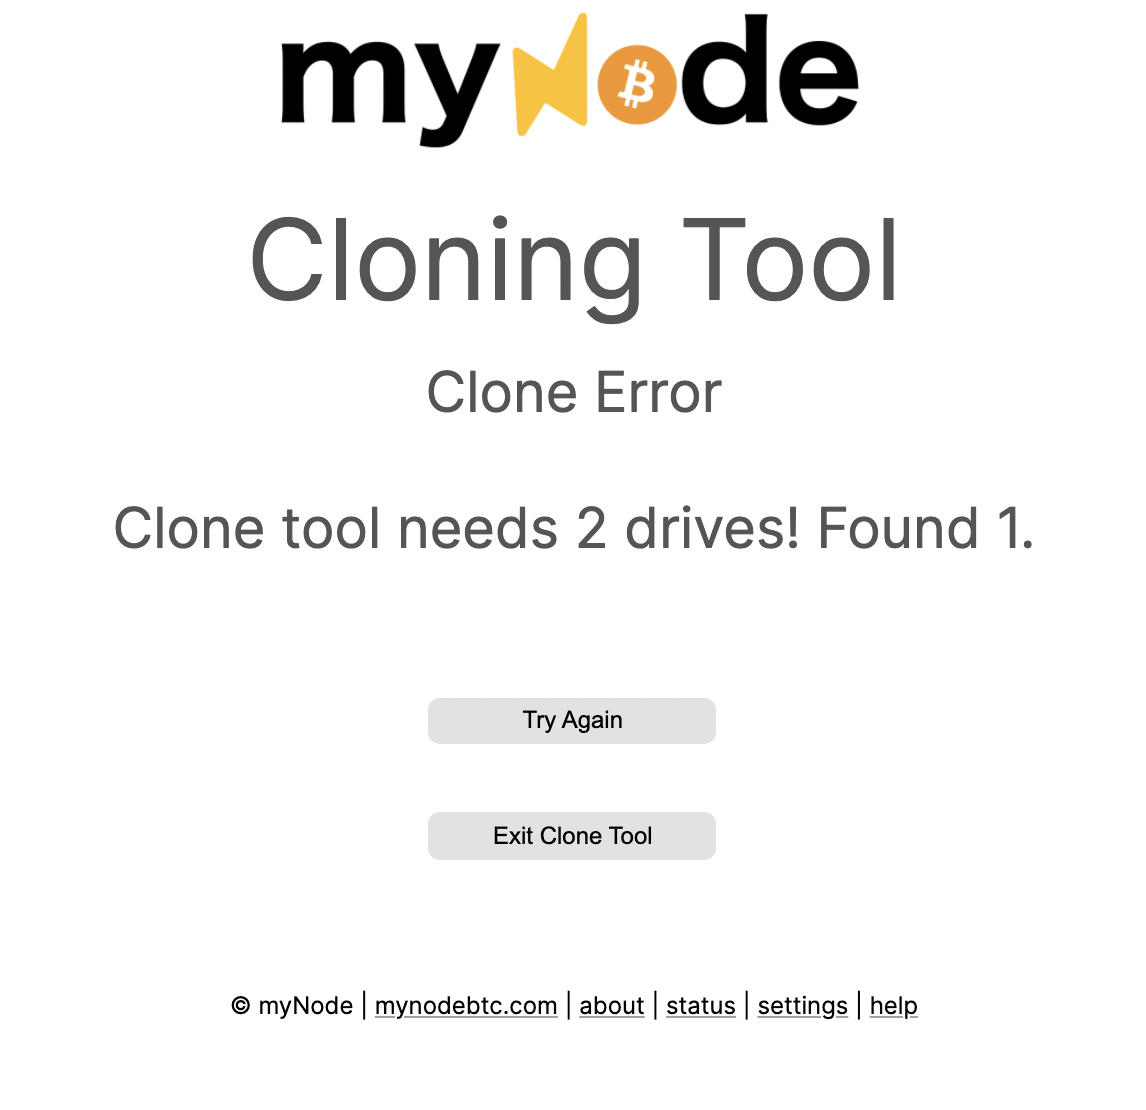 myNode
Cloning Tool
Clone Error
Clone tool needs 2 drives! Found 1.
Try Again
Exit Clone Tool
© myNode | mynodebtc.com | about | status | settings | help